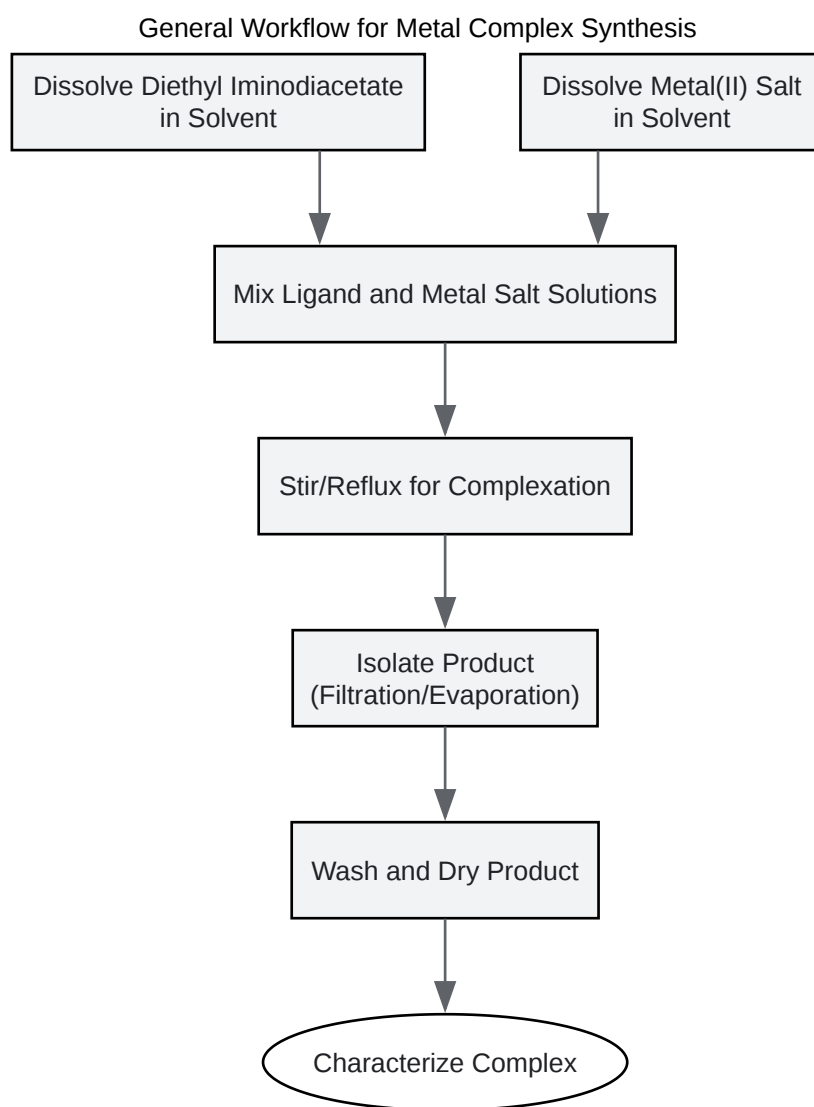 General Workflow for Metal Complex Synthesis
Dissolve Diethyl Iminodiacetate
in Solvent
Dissolve Metal(II) Salt
in Solvent
Mix Ligand and Metal Salt Solutions
Stir/Reflux for Complexation
Isolate Product
(Filtration/Evaporation)
Wash and Dry Product
Characterize Complex